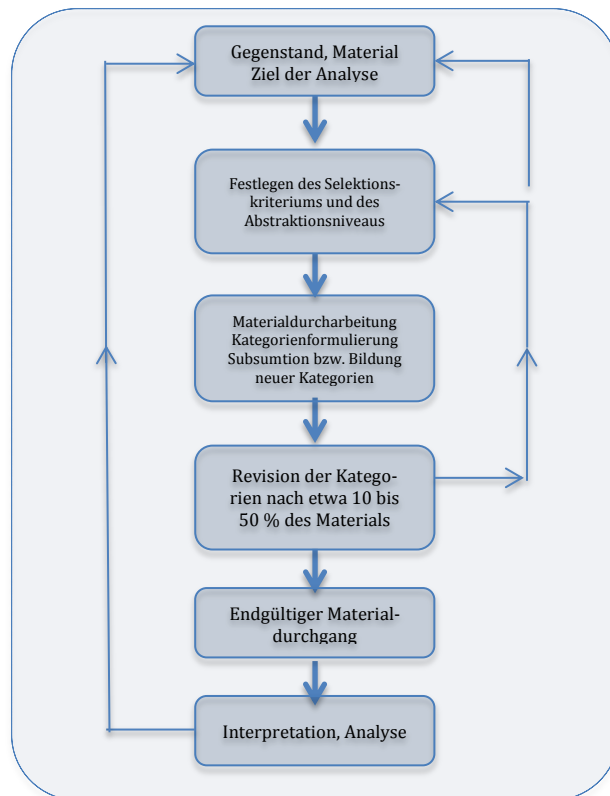 Gegenstand, Material
Ziel der Analyse
Festlegen des Selektions-
kriteriums und des
Abstraktionsniveaus
Materialdurcharbeitung
Kategorienformulierung
Subsumtion bzw. Bildung
neuer Kategorien
Revision der Katego-
rien nach etwa 10 bis
50 % des Materials
Endgültiger Material-
durchgang
Interpretation, Analyse